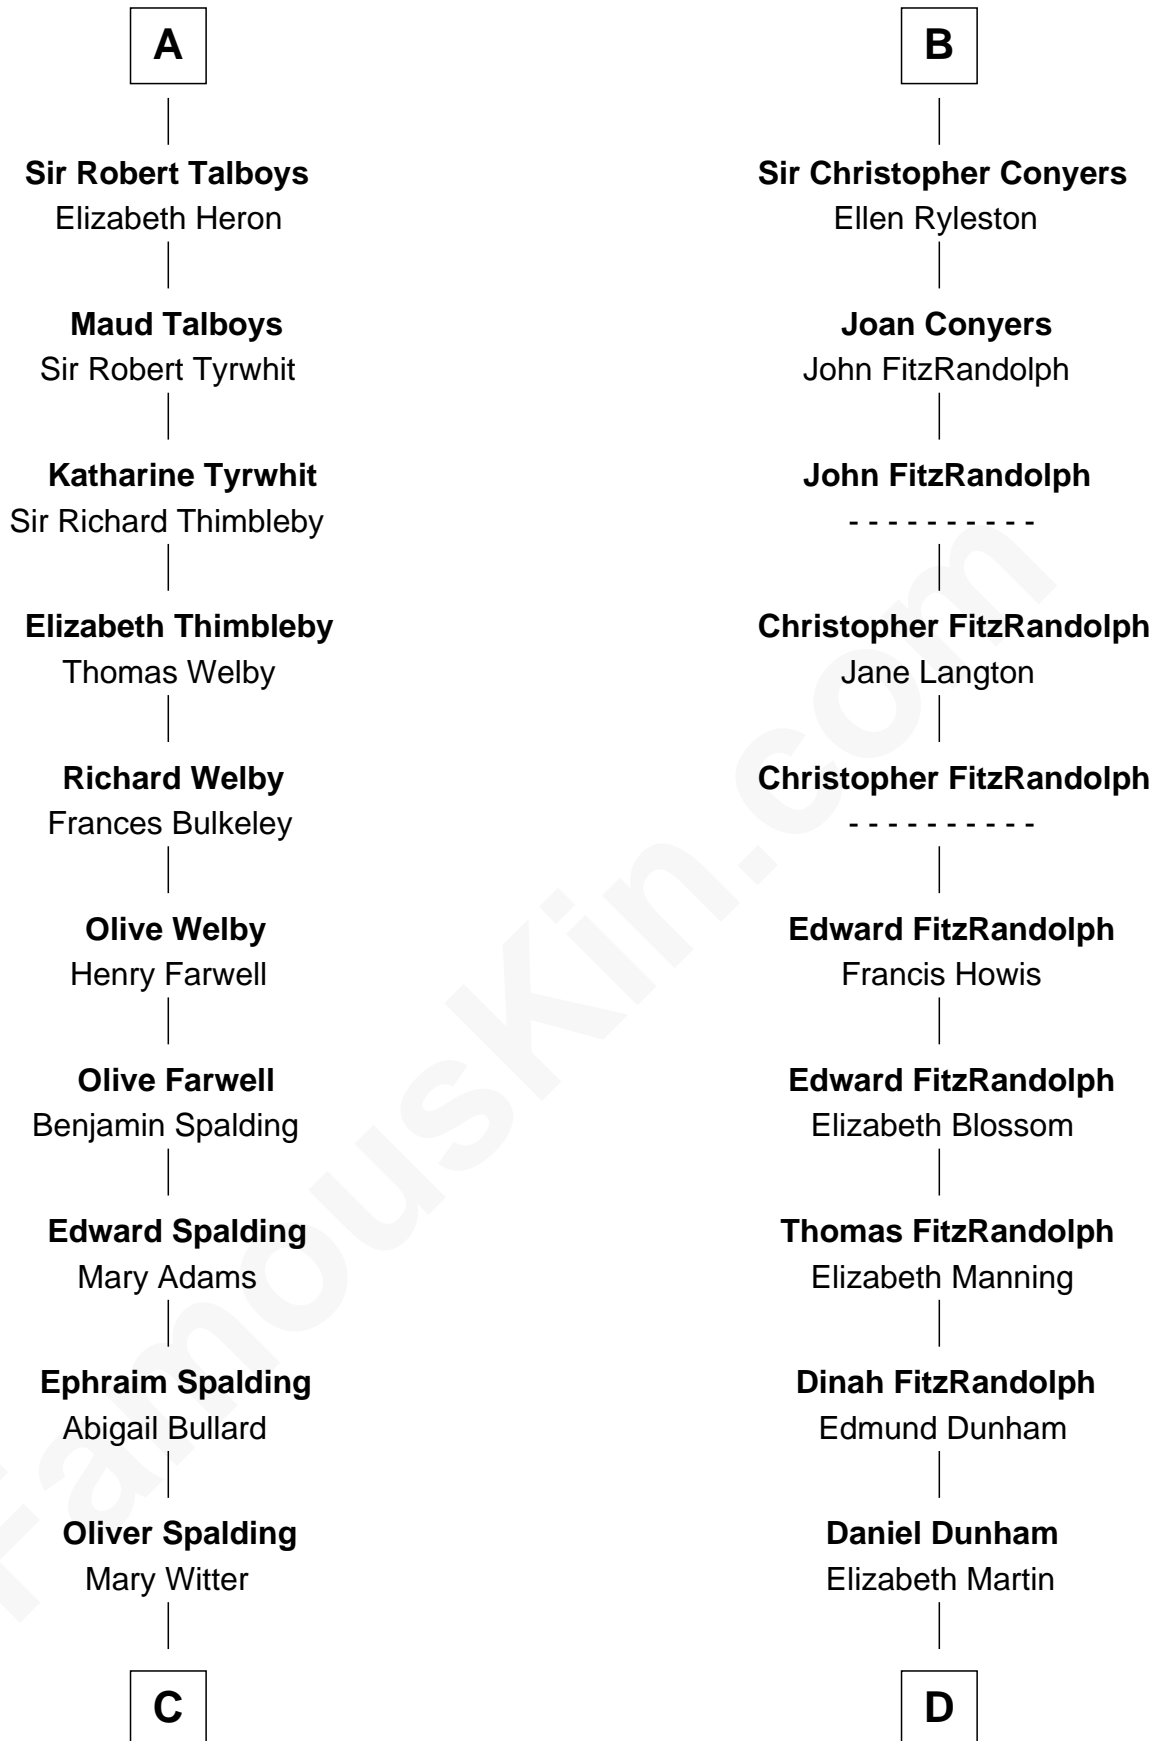 A
Sir Robert Talboys
Elizabeth Heron
Maud Talboys
Sir Robert Tyrwhit
Katharine Tyrwhit
Sir Richard Thimbleby
Elizabeth Thimbleby
Thomas Welby
Richard Welby
Frances Bulkeley
Olive Welby
Henry Farwell
Olive Farwell
Benjamin Spalding
Edward Spalding
Mary Adams
Ephraim Spalding
Abigail Bullard
Oliver Spalding
Mary Witter
C
B
Sir Christopher Conyers
Ellen Ryleston
Joan Conyers
John FitzRandolph
John FitzRandolph
- - - - - - - - - -
Christopher FitzRandolph
Jane Langton
Christopher FitzRandolph
- - - - - - - - - -
Edward FitzRandolph
Francis Howis
Edward FitzRandolph
Elizabeth Blossom
Thomas FitzRandolph
Elizabeth Manning
Dinah FitzRandolph
Edmund Dunham
Daniel Dunham
Elizabeth Martin
D
FamousKin.com